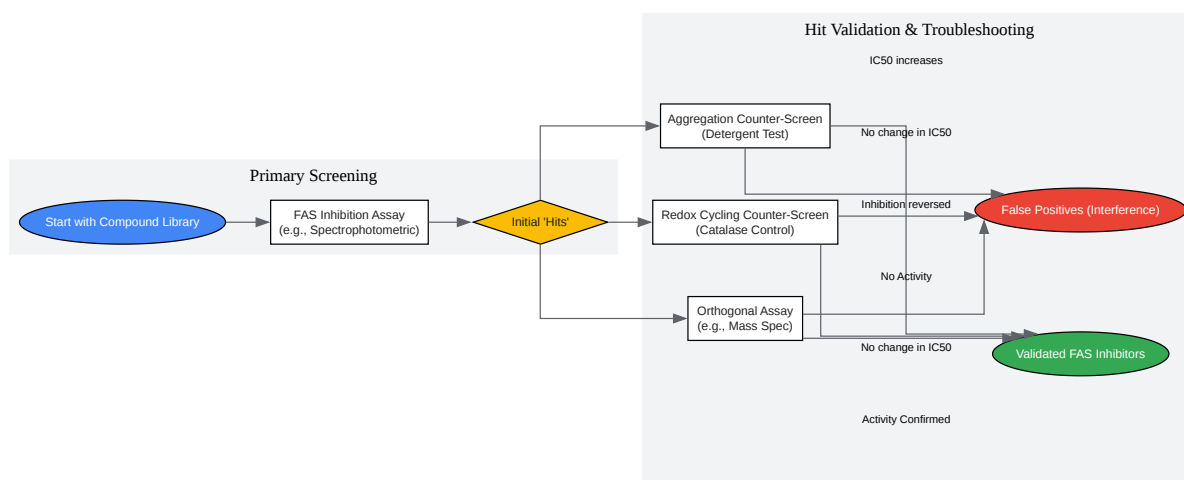 Hit Validation & Troubleshooting
IC50 increases
Aggregation Counter-Screen
(Detergent Test)
No change in IC50
Primary Screening
Start with Compound Library
FAS Inhibition Assay
(e.g., Spectrophotometric)
Initial 'Hits'
Redox Cycling Counter-Screen
(Catalase Control)
Inhibition reversed
False Positives (Interference)
No Activity
Orthogonal Assay
(e.g., Mass Spec)
No change in IC50
Validated FAS Inhibitors
Activity Confirmed